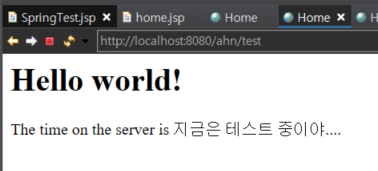 SpringTest.jsp home.jsp Home Home
http://localhost:8080/ahn/test
Hello world!
The time on the server is 지금은 테스트 중이야....